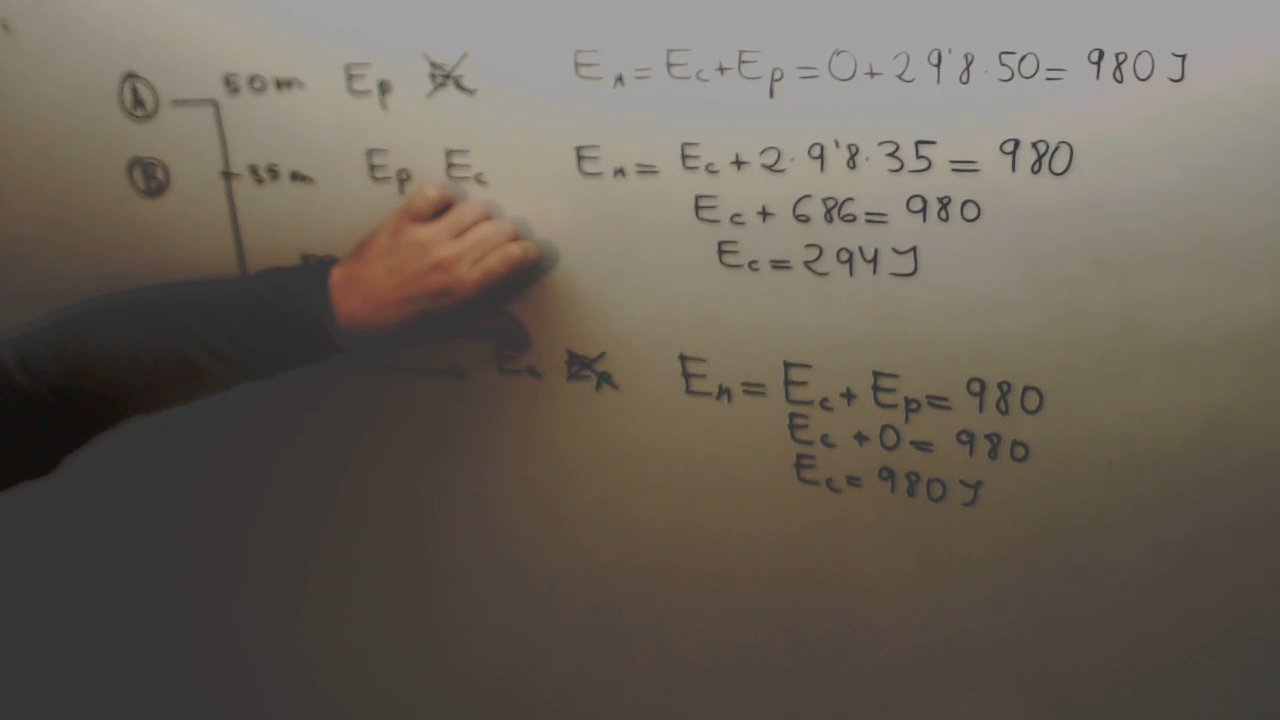 A 50m Ep Ec Em = Ec + Ep = 0 + 2 9'8 · 50 = 980 J
B 35m Ep Ec Em = Ec + 2 · 9'8 · 35 = 980
Ec + 686 = 980
Ec = 294 J
Ec Em = Ec + Ep = 980
Ec + 0 = 980
Ec = 980 J